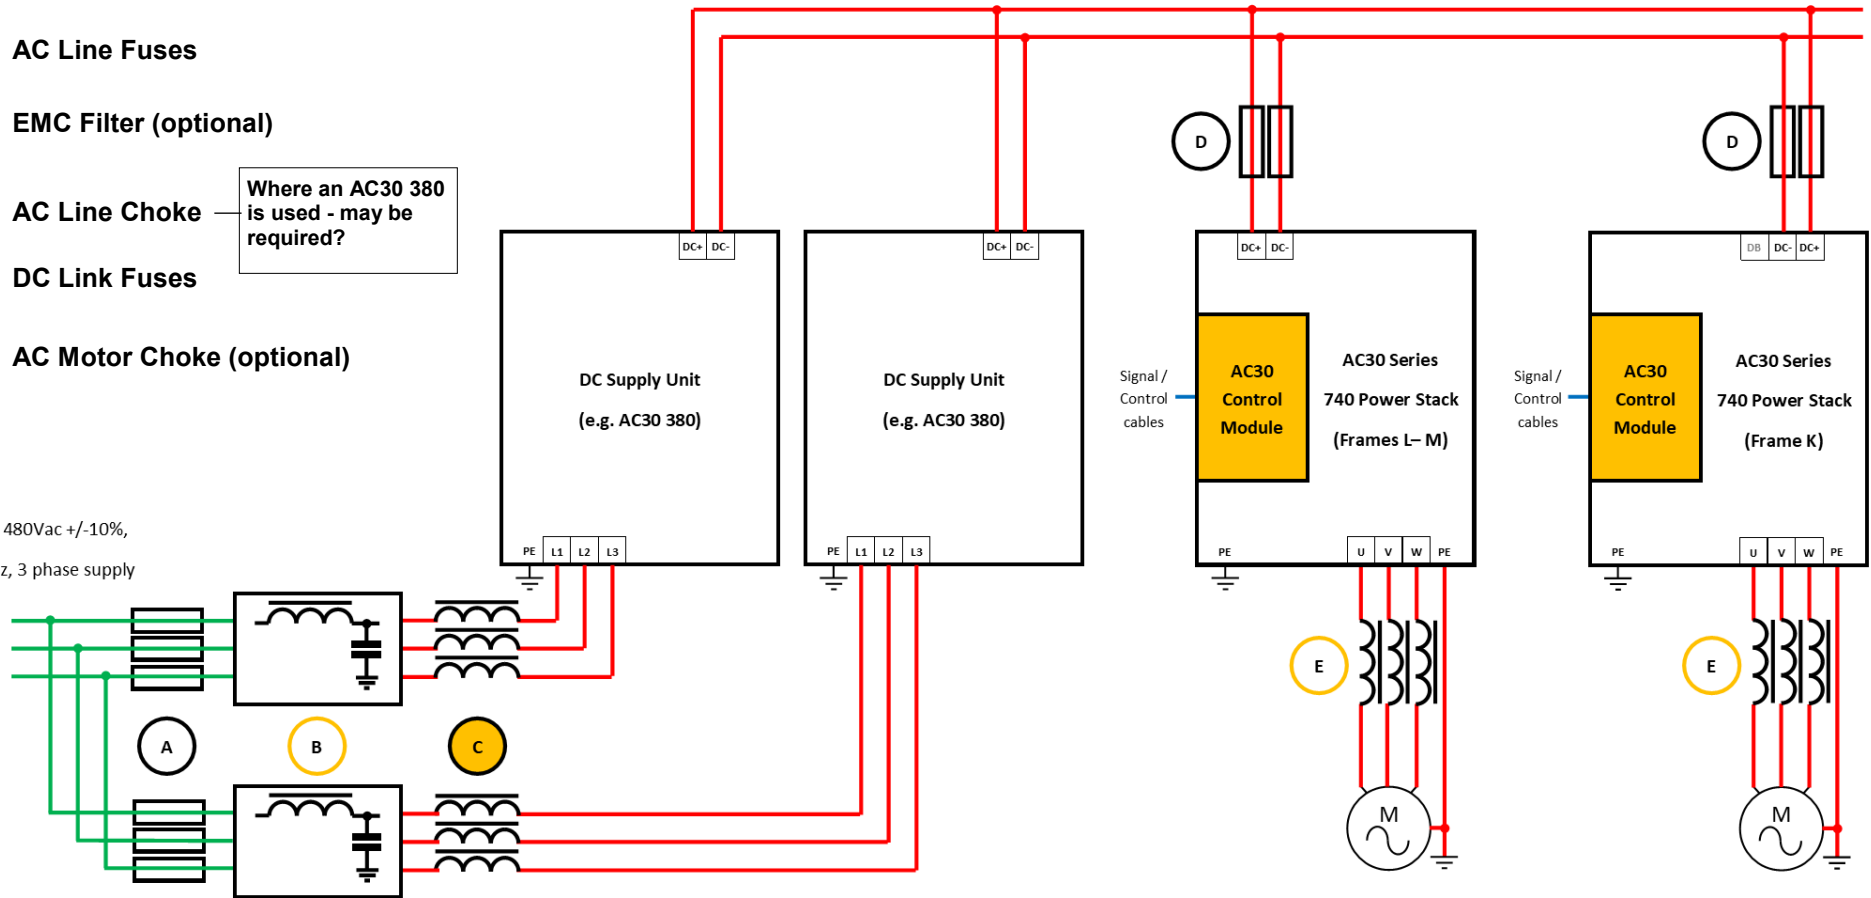 AC Line Fuses
EMC Filter (optional)
AC Line Choke
Where an AC30 380
is used - may be
required?
DC Link Fuses
AC Motor Choke (optional)
480Vac +/-10%,
z, 3 phase supply
A
B
C
DC+ DC-
DC Supply Unit
(e.g. AC30 380)
PE L1 L2 L3
DC+ DC-
DC Supply Unit
(e.g. AC30 380)
PE L1 L2 L3
D
DC+ DC-
Signal /
Control
cables
AC30
Control
Module
AC30 Series
740 Power Stack
(Frames L– M)
PE
U V W PE
E
M
D
DB DC- DC+
Signal /
Control
cables
AC30
Control
Module
AC30 Series
740 Power Stack
(Frame K)
PE
U V W PE
E
M